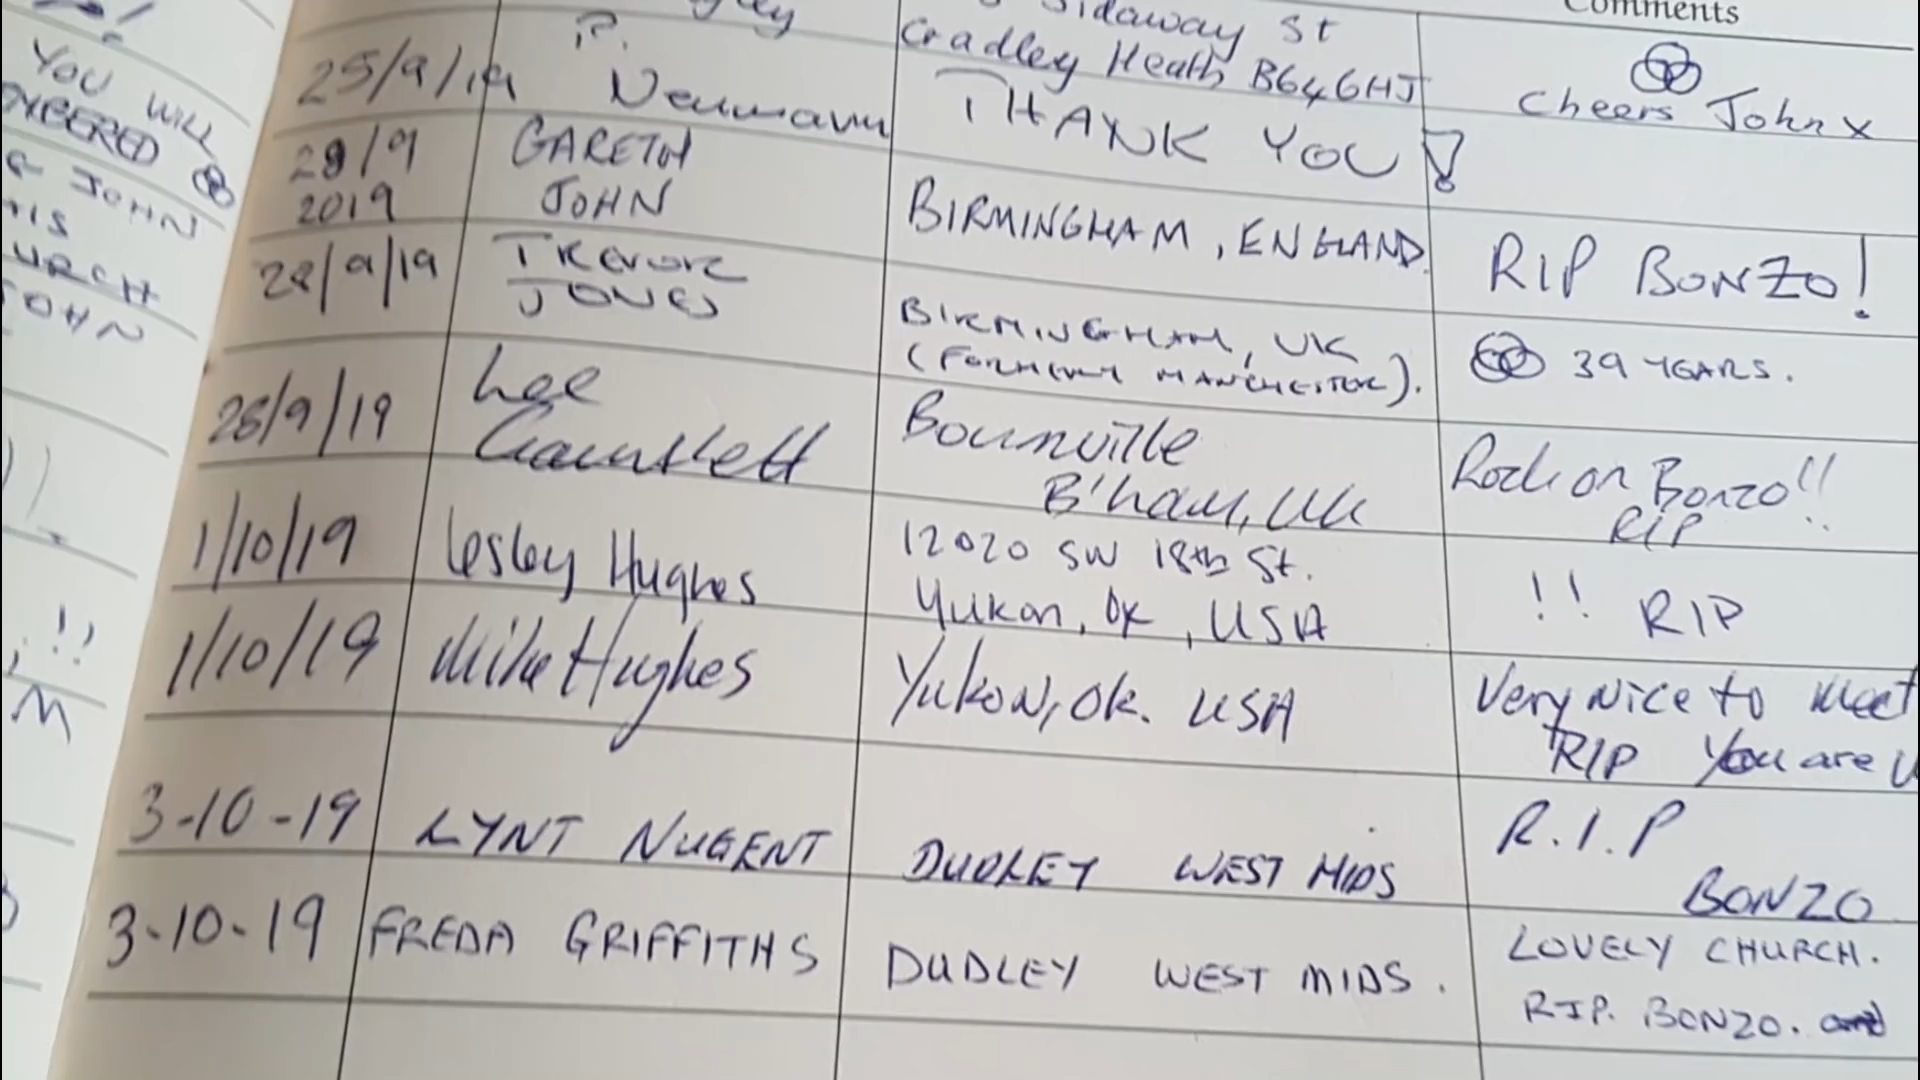 Comments
YOU WILL
& JOHN
Sidaway St
Cradley Heath B64 6HJ
Cheers John x
25/9/19 P. Neumann THANK YOU!
28/9 2019 GARETH JOHN BIRMINGHAM, ENGLAND. RIP BONZO!
28/9/19 TREVOR JONES BIRMINGHAM, UK (FORMERLY MANCHESTER). 39 YEARS.
28/9/19 Lee Gauntlett Bournville B'ham, UK Rock on Bonzo!! RIP
1/10/19 Lesley Hughes 12020 SW 18th St. Yukon, OK, USA !! RIP
1/10/19 Mike Hughes Yukon, Ok. USA Very Nice to Meet RIP You are
3-10-19 LYNT NUGENT DUDLEY WEST MIDS R.I.P BONZO
3-10-19 FREDA GRIFFITHS DUDLEY WEST MIDS. LOVELY CHURCH. RIP. BONZO. and